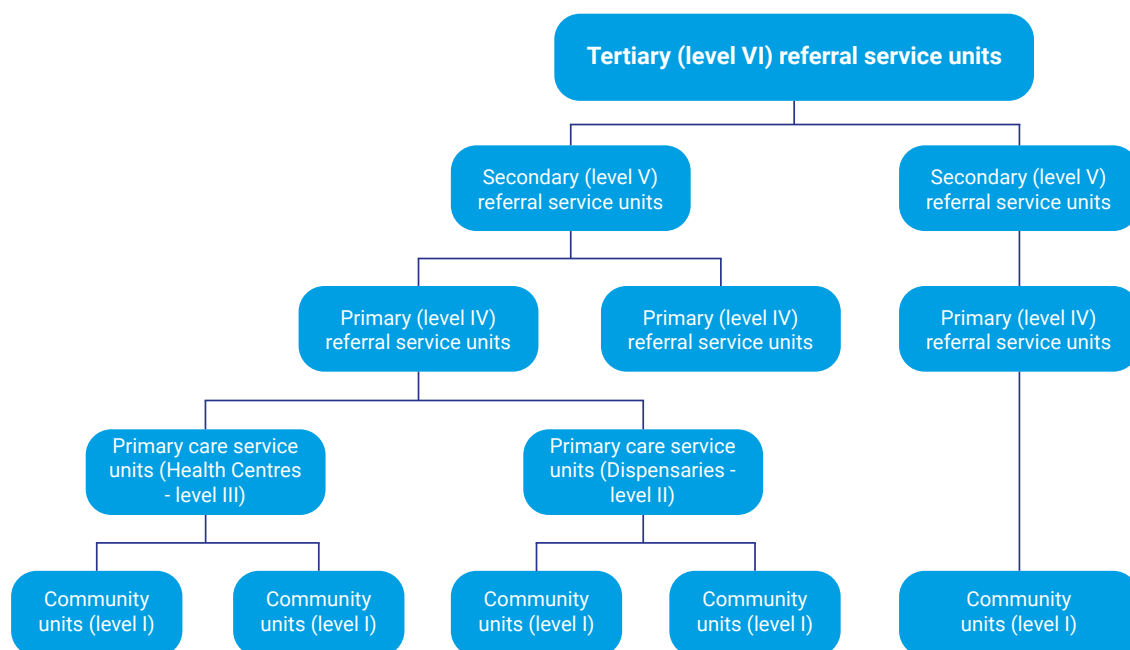 Tertiary (level VI) referral service units
Secondary (level V)
referral service units
Secondary (level V)
referral service units
Primary (level IV)
referral service units
Primary (level IV)
referral service units
Primary (level IV)
referral service units
Primary care service
units (Health Centres
- level III)
Primary care service
units (Dispensaries -
level II)
Community
units (level I)
Community
units (level I)
Community
units (level I)
Community
units (level I)
Community
units (level I)